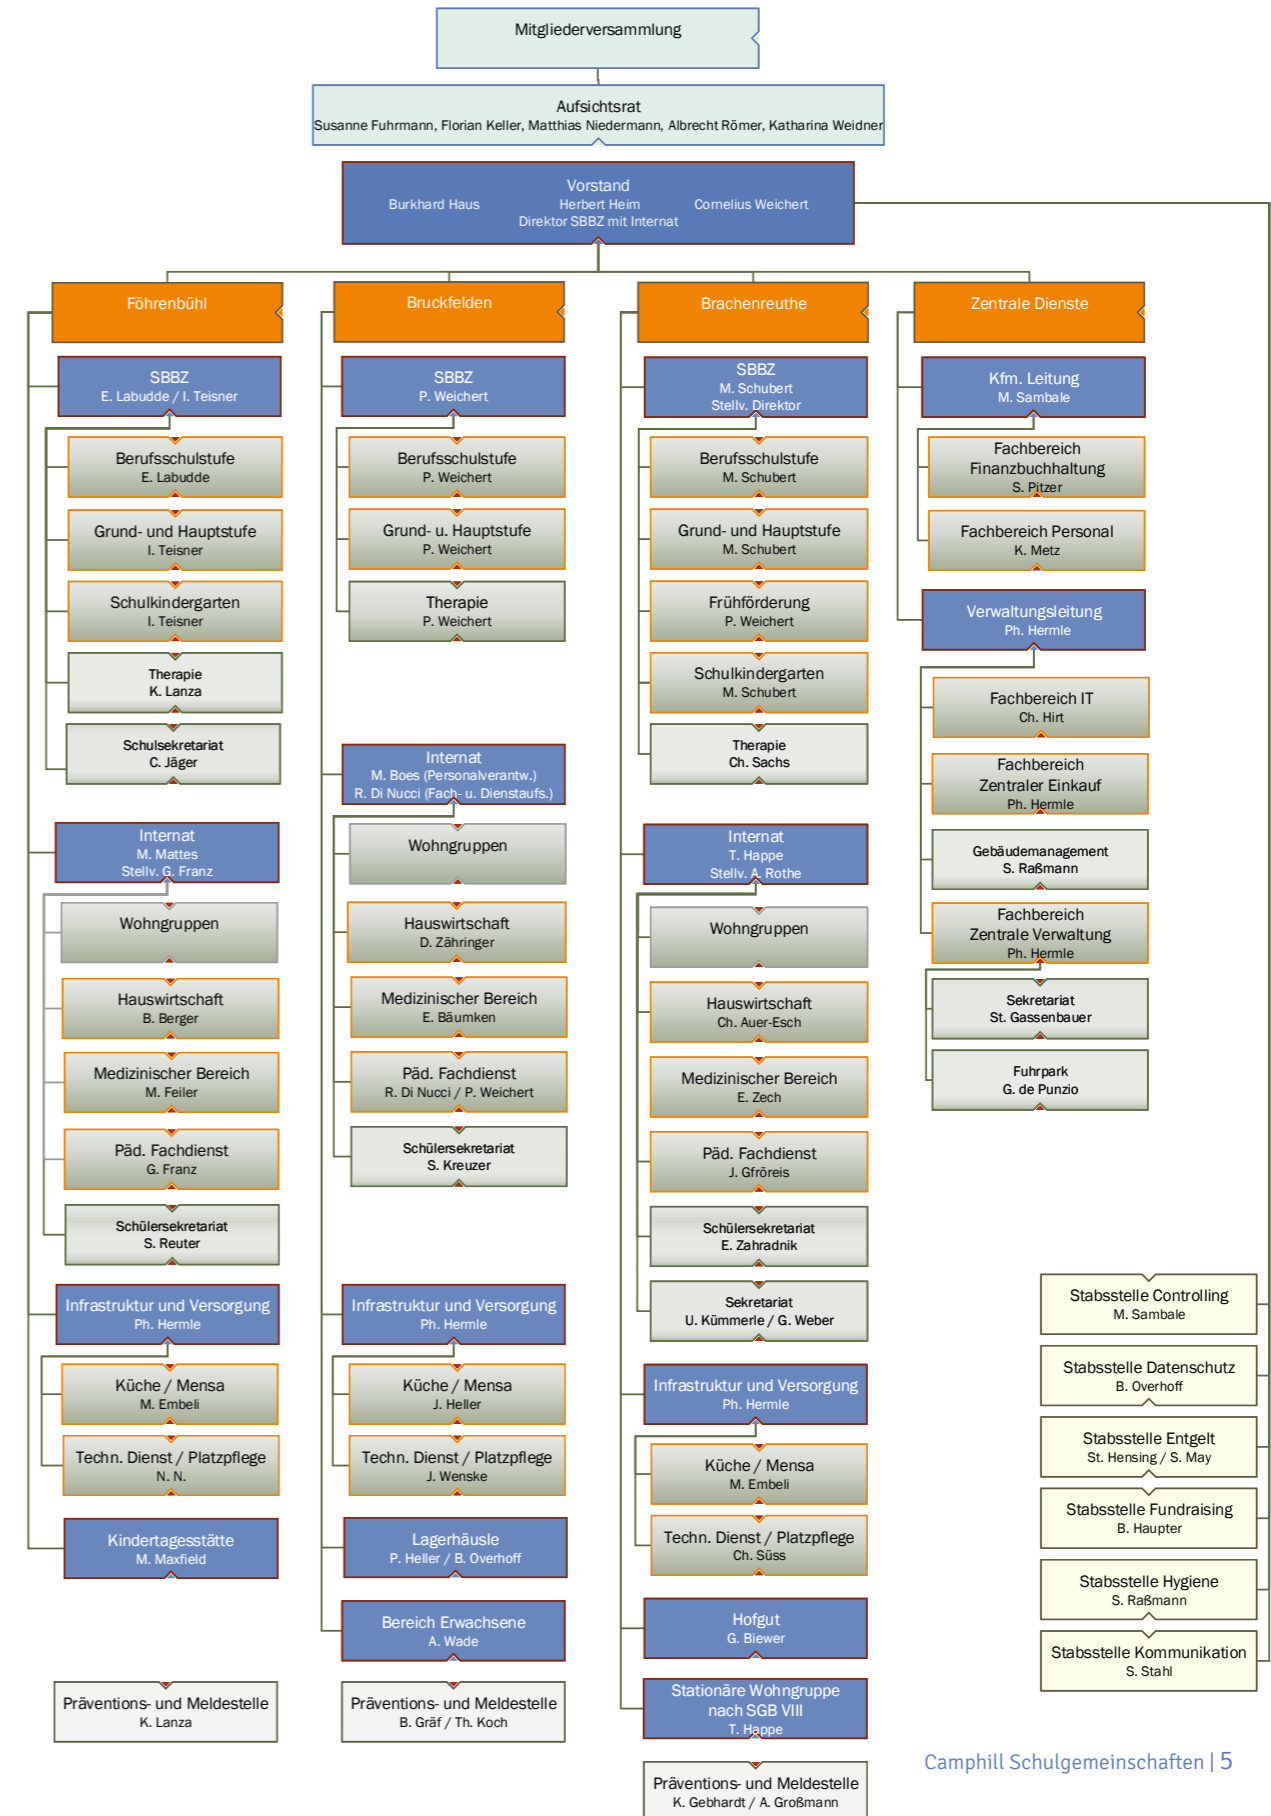 Mitgliederversammlung
Aufsichtsrat
Susanne Fuhrmann, Florian Keller, Matthias Niedermann, Albrecht Römer, Katharina Weidner
Vorstand
Burkhard Haus
Herbert Heim
Direktor SBBZ mit Internat
Cornelius Weichert
Föhrenbühl
SBBZ
E. Labudde / I. Teisner
Berufsschulstufe
E. Labudde
Grund- und Hauptstufe
I. Teisner
Schulkindergarten
I. Teisner
Therapie
K. Lanza
Schulsekretariat
C. Jäger
Internat
M. Mattes
Stellv. G. Franz
Wohngruppen
Hauswirtschaft
B. Berger
Medizinischer Bereich
M. Feiler
Päd. Fachdienst
G. Franz
Schülersekretariat
S. Reuter
Infrastruktur und Versorgung
Ph. Hermle
Küche / Mensa
M. Embeli
Techn. Dienst / Platzpflege
N. N.
Kindertagesstätte
M. Maxfield
Präventions- und Meldestelle
K. Lanza
Bruckfelden
SBBZ
P. Weichert
Berufsschulstufe
P. Weichert
Grund- u. Hauptstufe
P. Weichert
Therapie
P. Weichert
Internat
M. Boes (Personalverantw.)
R. Di Nucci (Fach- u. Dienstaufs.)
Wohngruppen
Hauswirtschaft
D. Zähringer
Medizinischer Bereich
E. Bäumken
Päd. Fachdienst
R. Di Nucci / P. Weichert
Schülersekretariat
S. Kreuzer
Infrastruktur und Versorgung
Ph. Hermle
Küche / Mensa
J. Heller
Techn. Dienst / Platzpflege
J. Wenske
Lagerhäusle
P. Heller / B. Overhoff
Bereich Erwachsene
A. Wade
Präventions- und Meldestelle
B. Gräf / Th. Koch
Brachenreuthe
SBBZ
M. Schubert
Stellv. Direktor
Berufsschulstufe
M. Schubert
Grund- und Hauptstufe
M. Schubert
Frühförderung
P. Weichert
Schulkindergarten
M. Schubert
Therapie
Ch. Sachs
Internat
T. Happe
Stellv. A. Rothe
Wohngruppen
Hauswirtschaft
Ch. Auer-Esch
Medizinischer Bereich
E. Zech
Päd. Fachdienst
J. Gfröreis
Schülersekretariat
E. Zahradnik
Sekretariat
U. Kümmerle / G. Weber
Infrastruktur und Versorgung
Ph. Hermle
Küche / Mensa
M. Embeli
Techn. Dienst / Platzpflege
Ch. Süss
Hofgut
G. Biewer
Stationäre Wohngruppe
nach SGB VIII
T. Happe
Präventions- und Meldestelle
K. Gebhardt / A. Großmann
Zentrale Dienste
Kfm. Leitung
M. Sambale
Fachbereich
Finanzbuchhaltung
S. Pitzer
Fachbereich Personal
K. Metz
Verwaltungsleitung
Ph. Hermle
Fachbereich IT
Ch. Hirt
Fachbereich
Zentraler Einkauf
Ph. Hermle
Gebäudemanagement
S. Raßmann
Fachbereich
Zentrale Verwaltung
Ph. Hermle
Sekretariat
St. Gassenbauer
Fuhrpark
G. de Punzio
Stabsstelle Controlling
M. Sambale
Stabsstelle Datenschutz
B. Overhoff
Stabsstelle Entgelt
St. Hensing / S. May
Stabsstelle Fundraising
B. Haupter
Stabsstelle Hygiene
S. Raßmann
Stabsstelle Kommunikation
S. Stahl
Camphill Schulgemeinschaften | 5